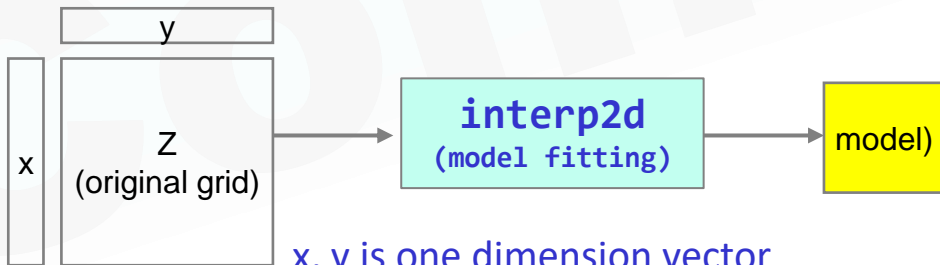 y
x
Z
(original grid)
interp2d
(model fitting)
model)
x, y is one dimension vector